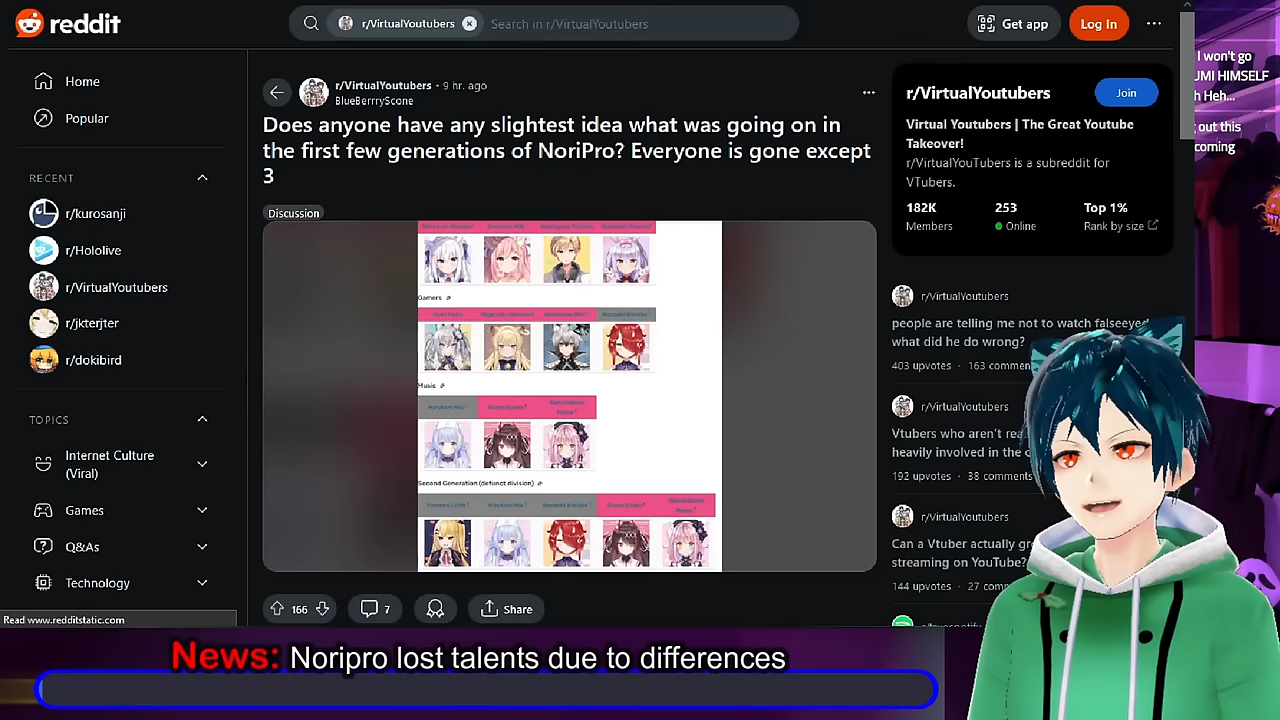 reddit
r/VirtualYoutubers
Search in r/VirtualYoutubers
Get app
Log In
Home
Popular
RECENT
r/kurosanji
r/Hololive
r/VirtualYoutubers
r/jkterjter
r/dokibird
TOPICS
Internet Culture
(Viral)
Games
Q&As
Technology
Read www.redditstatic.com
r/VirtualYoutubers · 9 hr. ago
BlueBerrryScone
Does anyone have any slightest idea what was going on in
the first few generations of NoriPro? Everyone is gone except
3
Discussion
Gamers
Music
Second Generation (defunct division)
166
7
Share
r/VirtualYoutubers
Join
Virtual Youtubers | The Great Youtube
Takeover!
r/VirtualYouTubers is a subreddit for
VTubers.
182K
253
Top 1%
Members
Online
Rank by size
r/VirtualYoutubers
people are telling me not to watch falseeyed
what did he do wrong?
403 upvotes · 163 commen
r/VirtualYoutubers
Vtubers who aren't rea
heavily involved in the
192 upvotes · 38 comments
r/VirtualYoutubers
Can a Vtuber actually gr
streaming on YouTube?
144 upvotes · 27 com
I won't go
UMI HIMSELF
h Heh...
out this
coming
News: Noripro lost talents due to differences